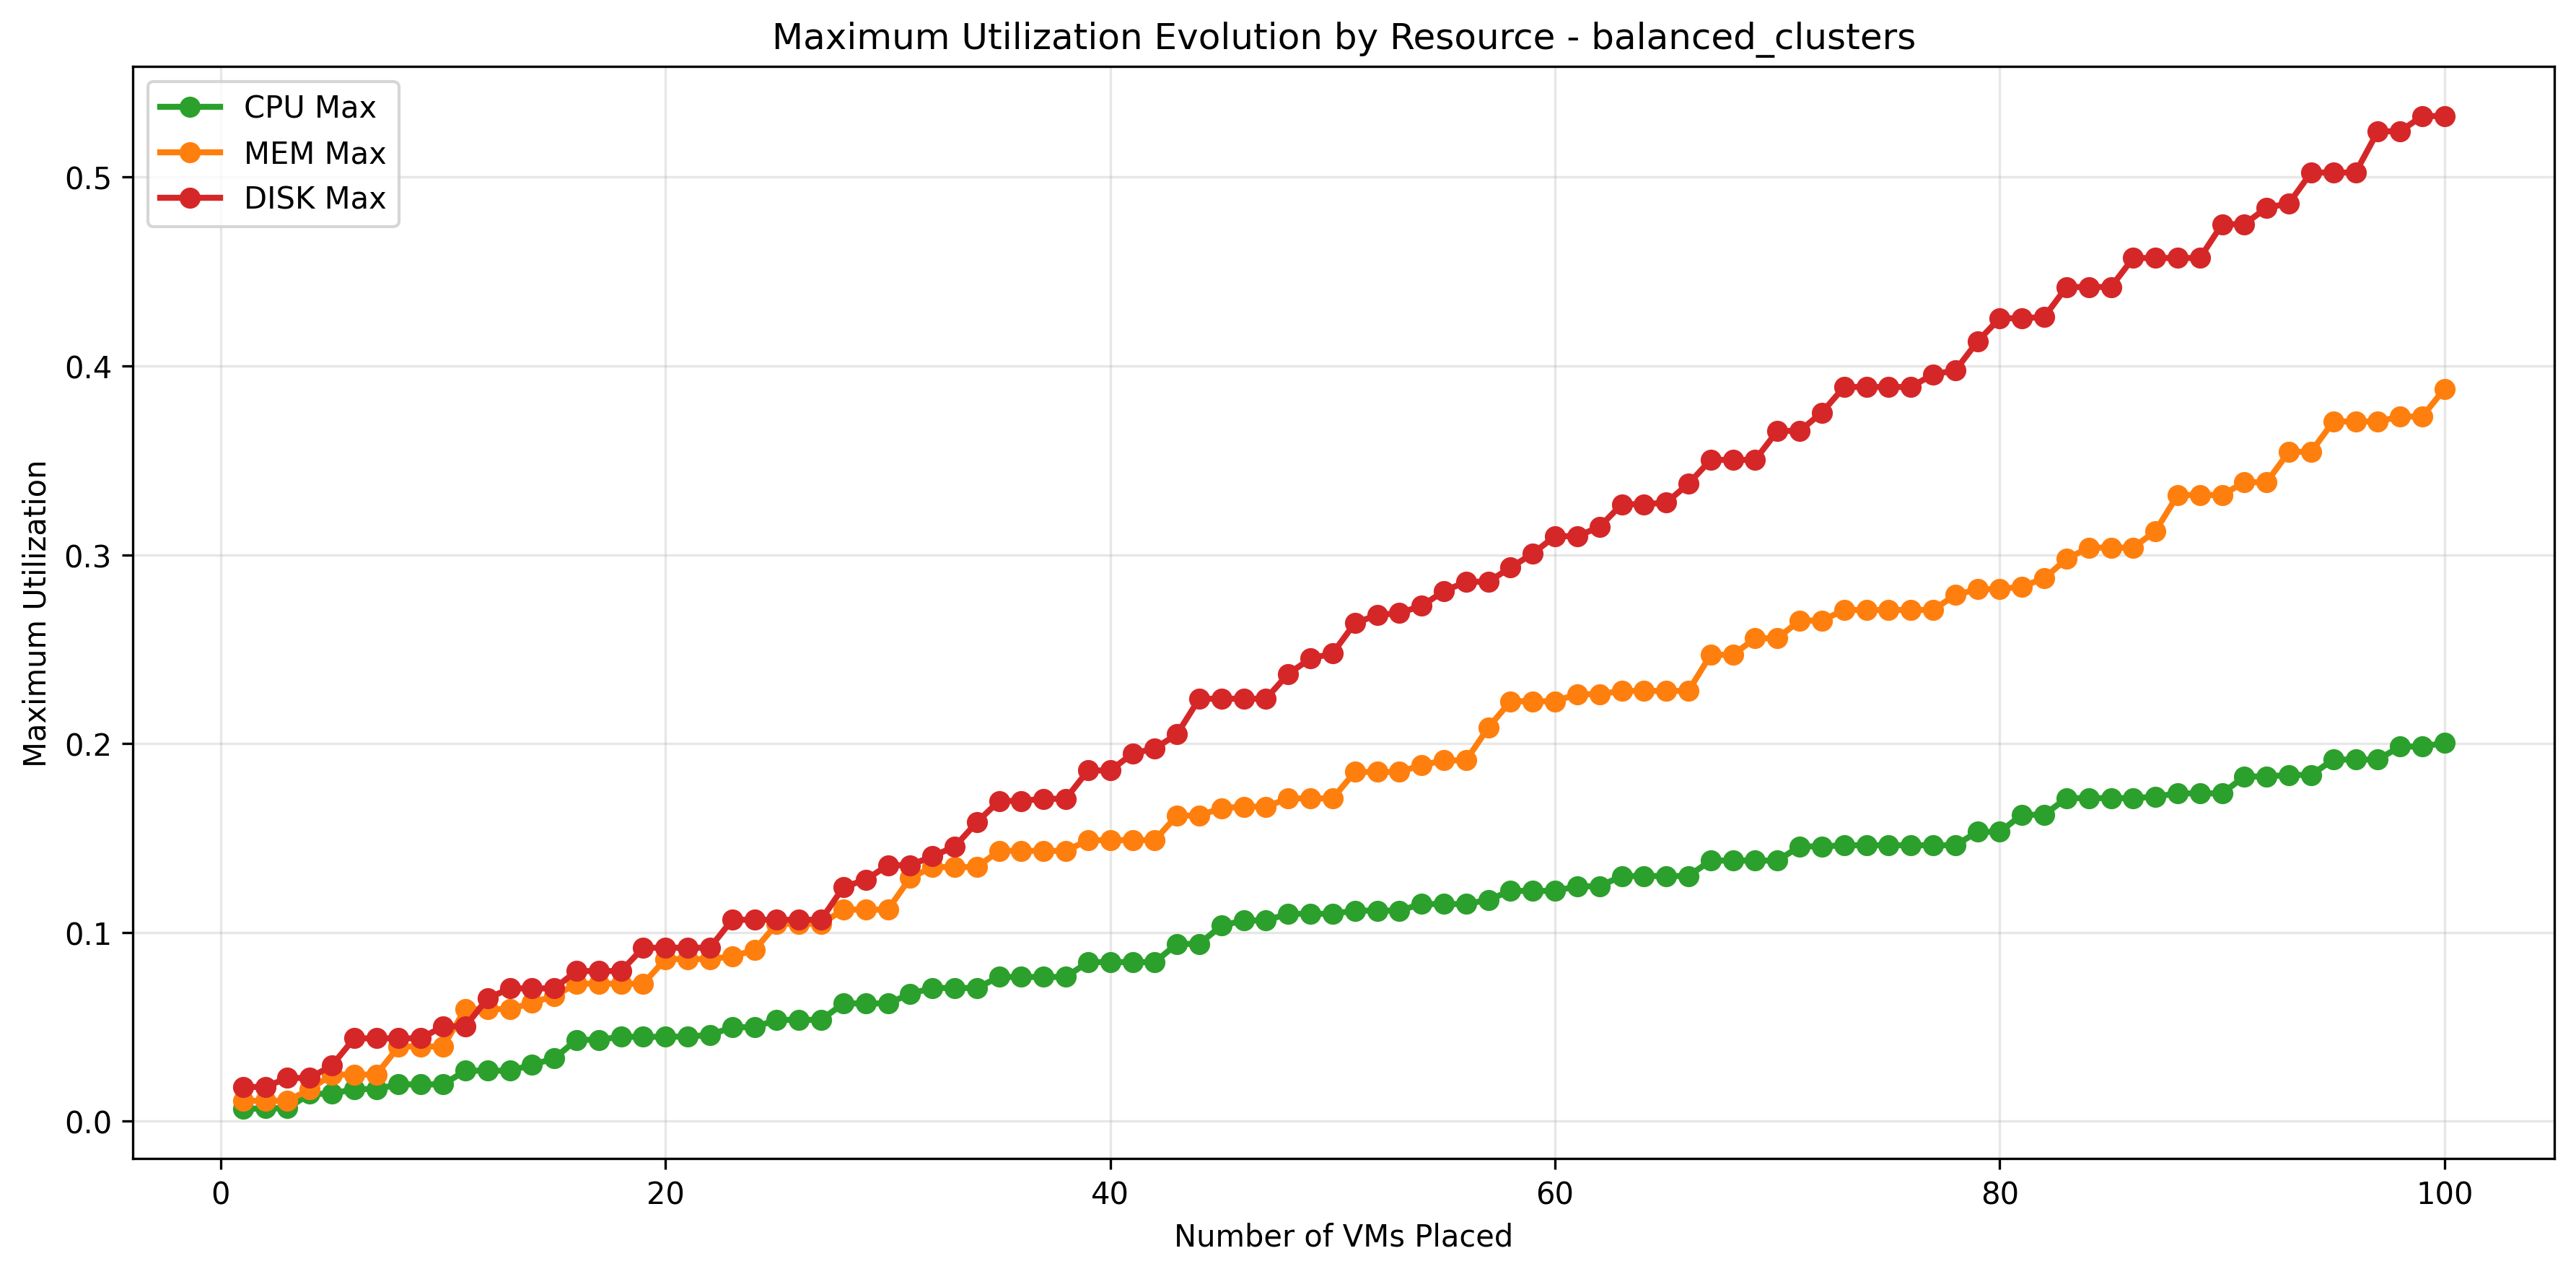 Maximum Utilization Evolution by Resource - balanced_clusters
CPU Max
MEM Max
DISK Max
Maximum Utilization
0.5
0.4
0.3
0.2
0.1
0.0
0 20 40 60 80 100
Number of VMs Placed